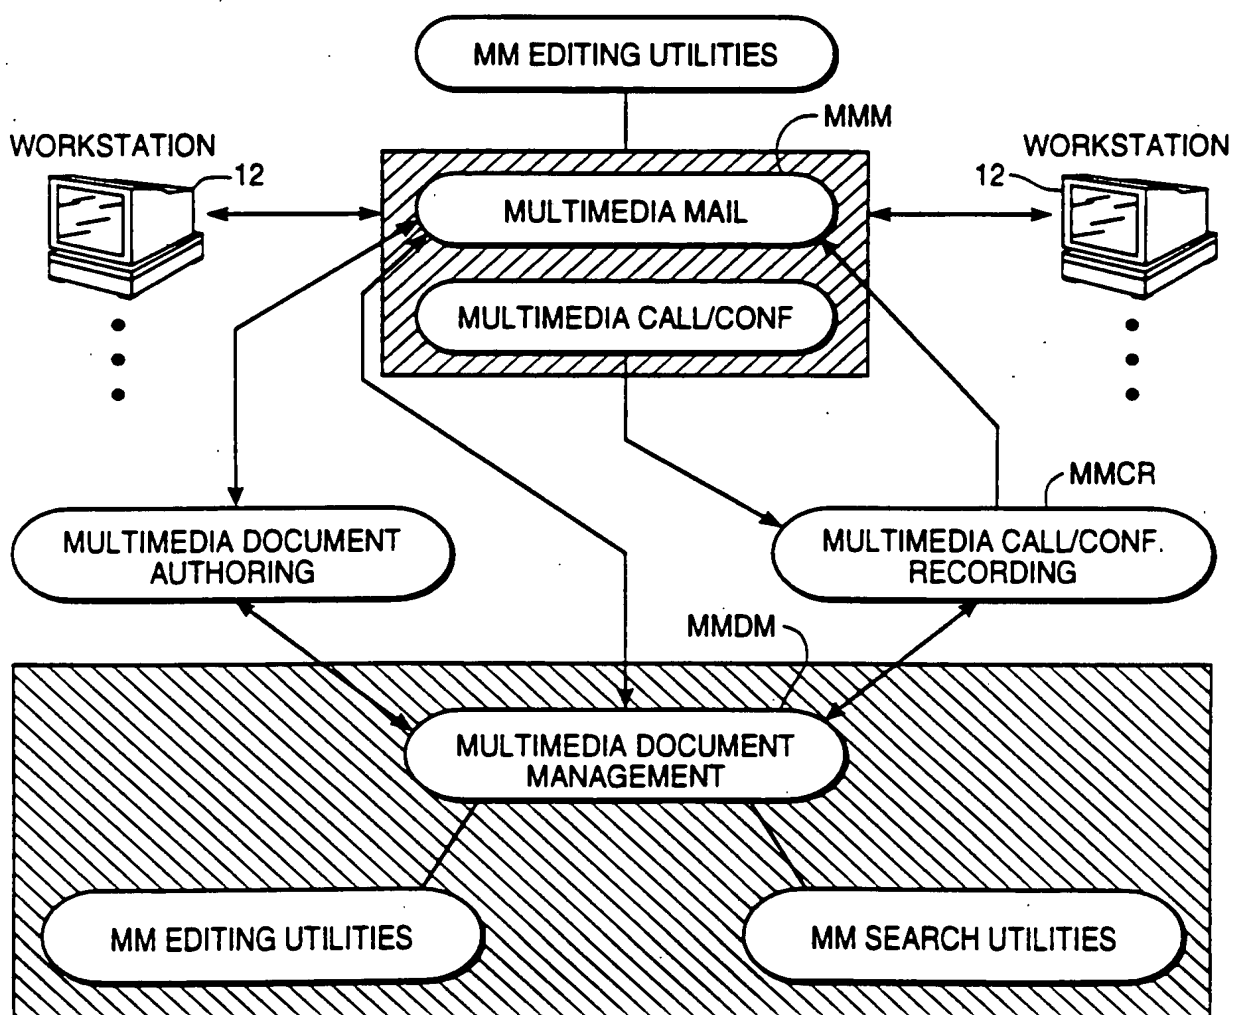 MM EDITING UTILITIES
MMM
WORKSTATION
WORKSTATION
12
12
MULTIMEDIA MAIL
MULTIMEDIA CALL/CONF
MMCR
MULTIMEDIA DOCUMENT
AUTHORING
MULTIMEDIA CALL/CONF.
RECORDING
MMDM
MULTIMEDIA DOCUMENT
MANAGEMENT
MM EDITING UTILITIES
MM SEARCH UTILITIES